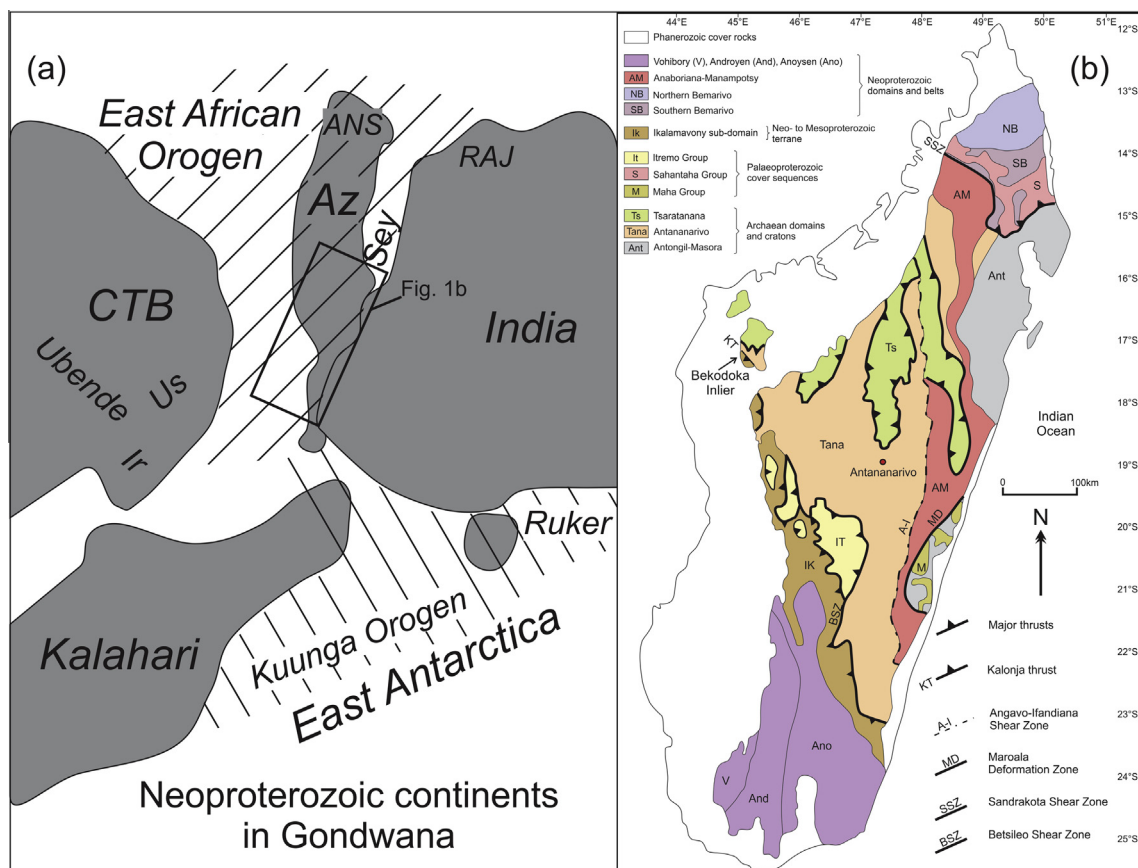 (a)
East African
Orogen
ANS
RAJ
Az
Sey
Fig. 1b
CTB
India
Ubende
Us
Ir
Ruker
Kalahari
Kuunga Orogen
East Antarctica
Neoproterozoic continents
in Gondwana
44°E 45°E 46°E 47°E 48°E 49°E 50°E 51°E
(b)
12°S
13°S
14°S
15°S
16°S
17°S
18°S
19°S
20°S
21°S
22°S
23°S
24°S
25°S
Phanerozoic cover rocks
Vohibory (V), Androyen (And), Anoysen (Ano)
AM Anaboriana-Manampotsy
NB Northern Bemarivo
SB Southern Bemarivo
Neoproterozoic
domains and belts
Ik Ikalamavony sub-domain
Neo- to Mesoproterozoic
terrane
It Itremo Group
S Sahantaha Group
M Maha Group
Palaeoproterozoic
cover sequences
Ts Tsaratanana
Tana Antananarivo
Ant Antongil-Masora
Archaean domains
and cratons
NB
SSZ
SB
S
AM
Ant
KT
Bekodoka
Inlier
Ts
Tana
Antananarivo
Indian
Ocean
0 100km
AM
A-I
MD
IT
IK
M
BSZ
N
Ano
V
And
Major thrusts
KT Kalonja thrust
A-I Angavo-Ifandiana
Shear Zone
MD Maroala
Deformation Zone
SSZ Sandrakota Shear Zone
BSZ Betsileo Shear Zone